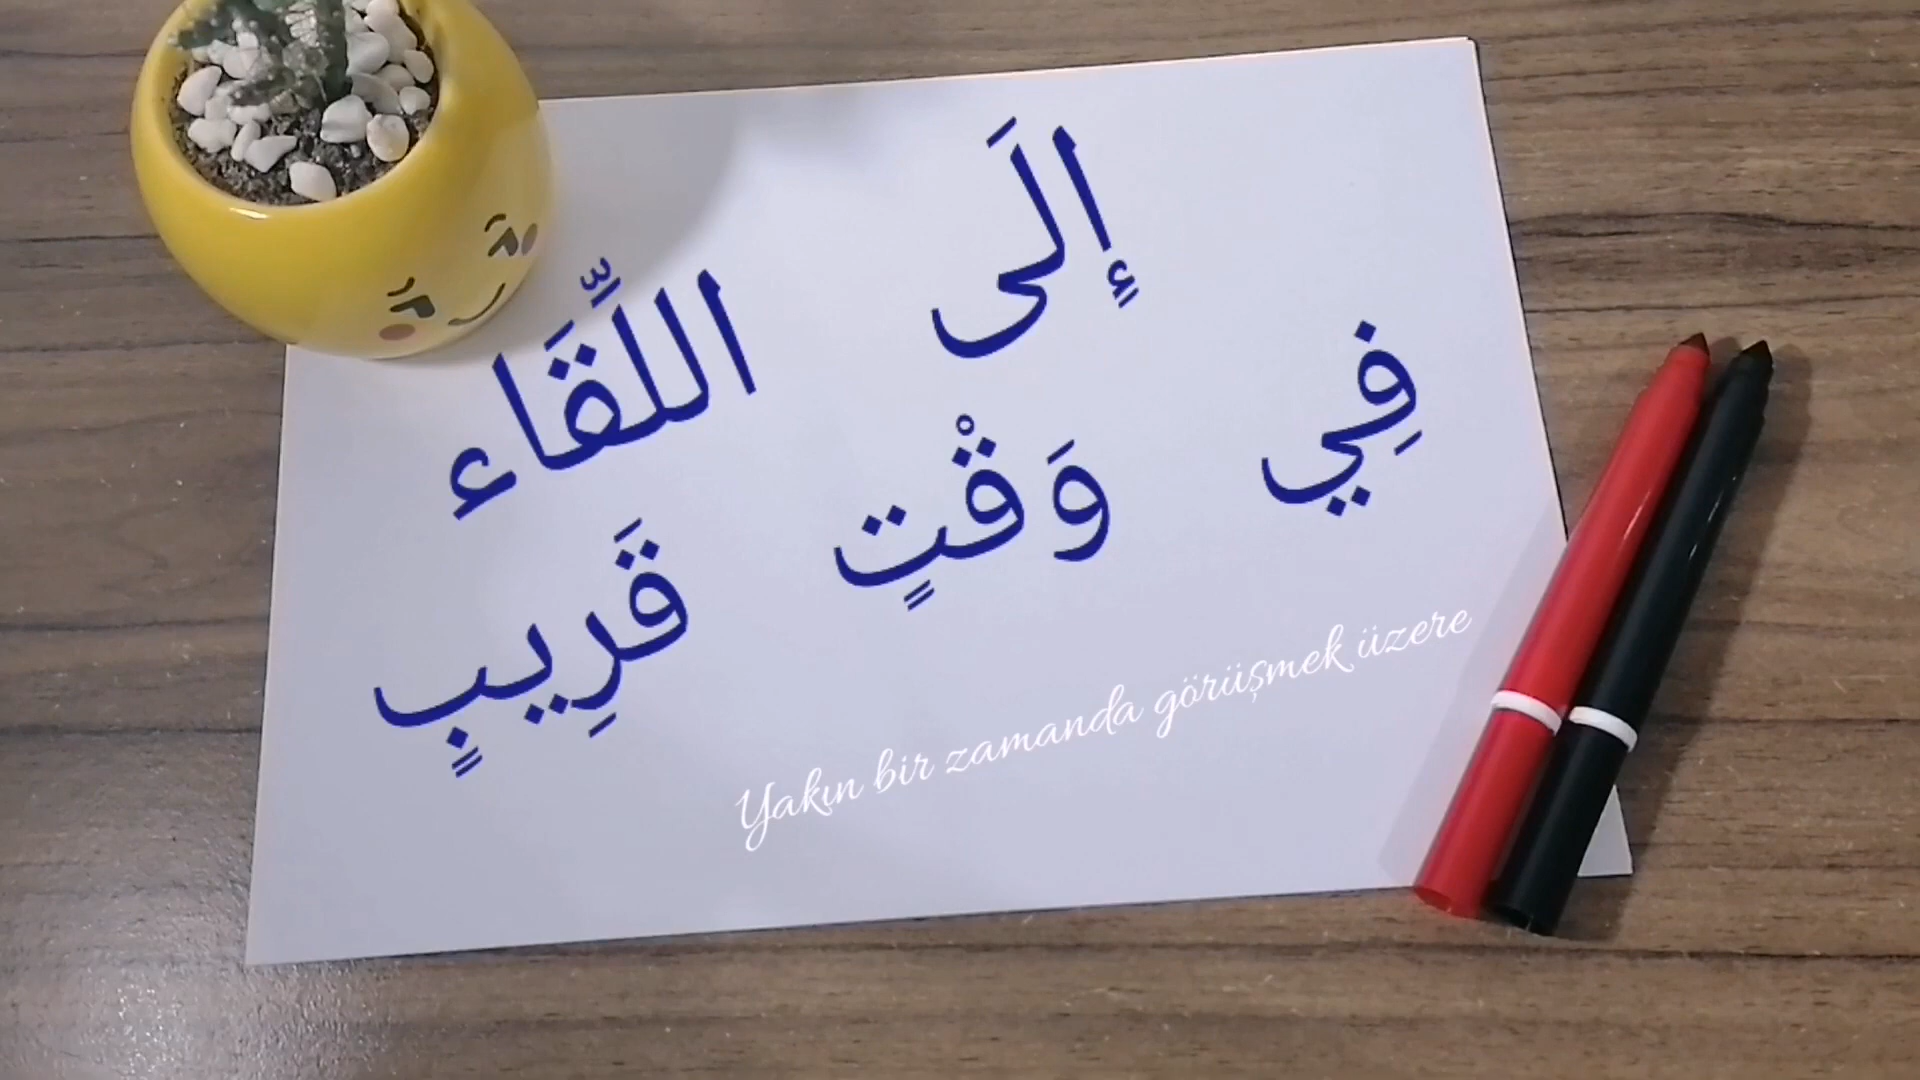 إِلَى اللِّقَاء
فِي وَقْتٍ قَرِيبٍ
Yakın bir zamanda görüşmek üzere